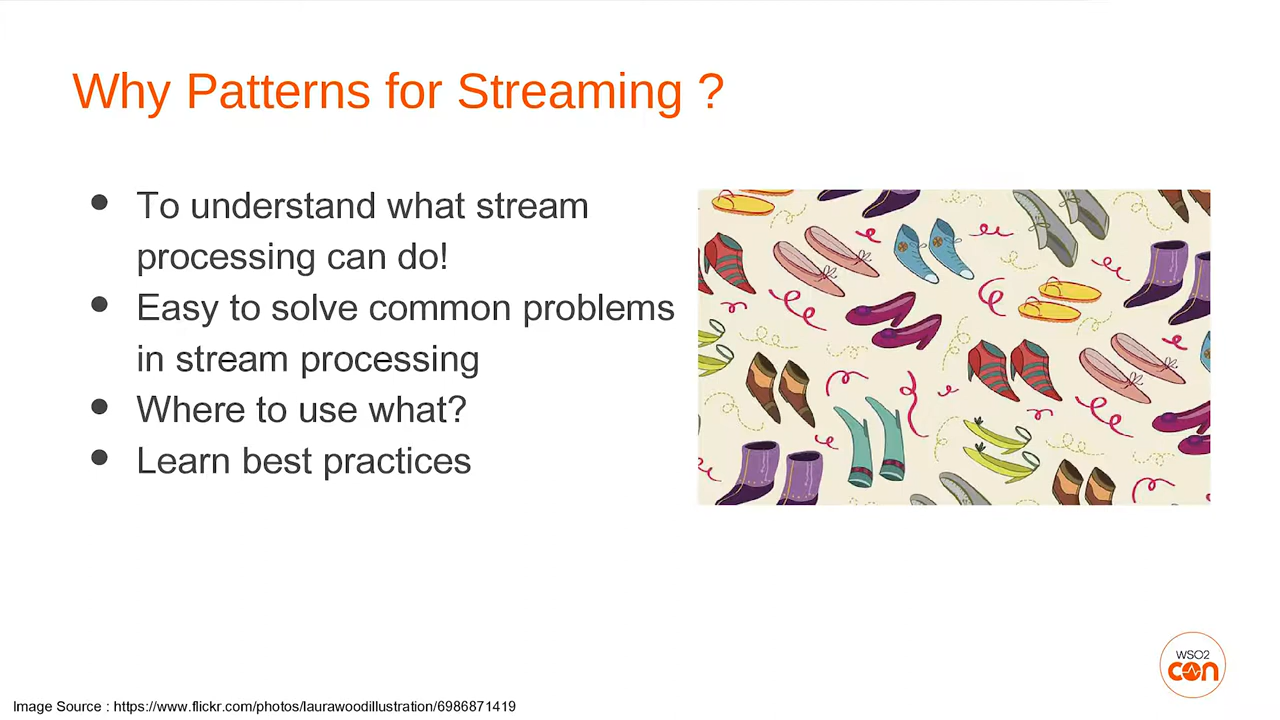 Why Patterns for Streaming ?
● To understand what stream
processing can do!
● Easy to solve common problems
in stream processing
● Where to use what?
● Learn best practices
WSO2
con
Image Source : https://www.flickr.com/photos/laurawoodillustration/6986871419